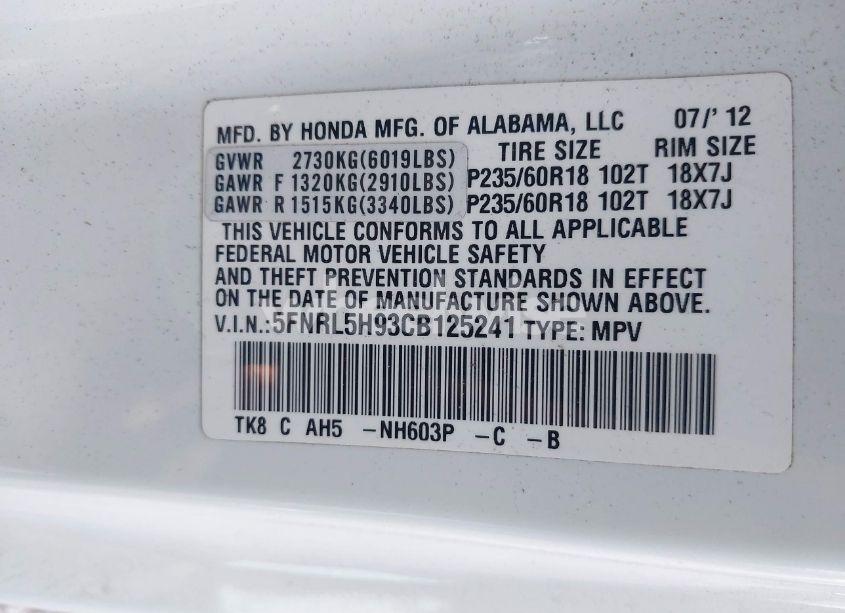 MFD. BY HONDA MFG. OF ALABAMA, LLC 07/' 12
GVWR 2730KG(6019LBS) TIRE SIZE RIM SIZE
GAWR F 1320KG(2910LBS) P235/60R18 102T 18X7J
GAWR R 1515KG(3340LBS) P235/60R18 102T 18X7J
THIS VEHICLE CONFORMS TO ALL APPLICABLE
FEDERAL MOTOR VEHICLE SAFETY
AND THEFT PREVENTION STANDARDS IN EFFECT
ON THE DATE OF MANUFACTURE SHOWN ABOVE.
V.I.N.:5FNRL5H93CB125241 TYPE: MPV
TK8 C AH5 -NH603P -C -B